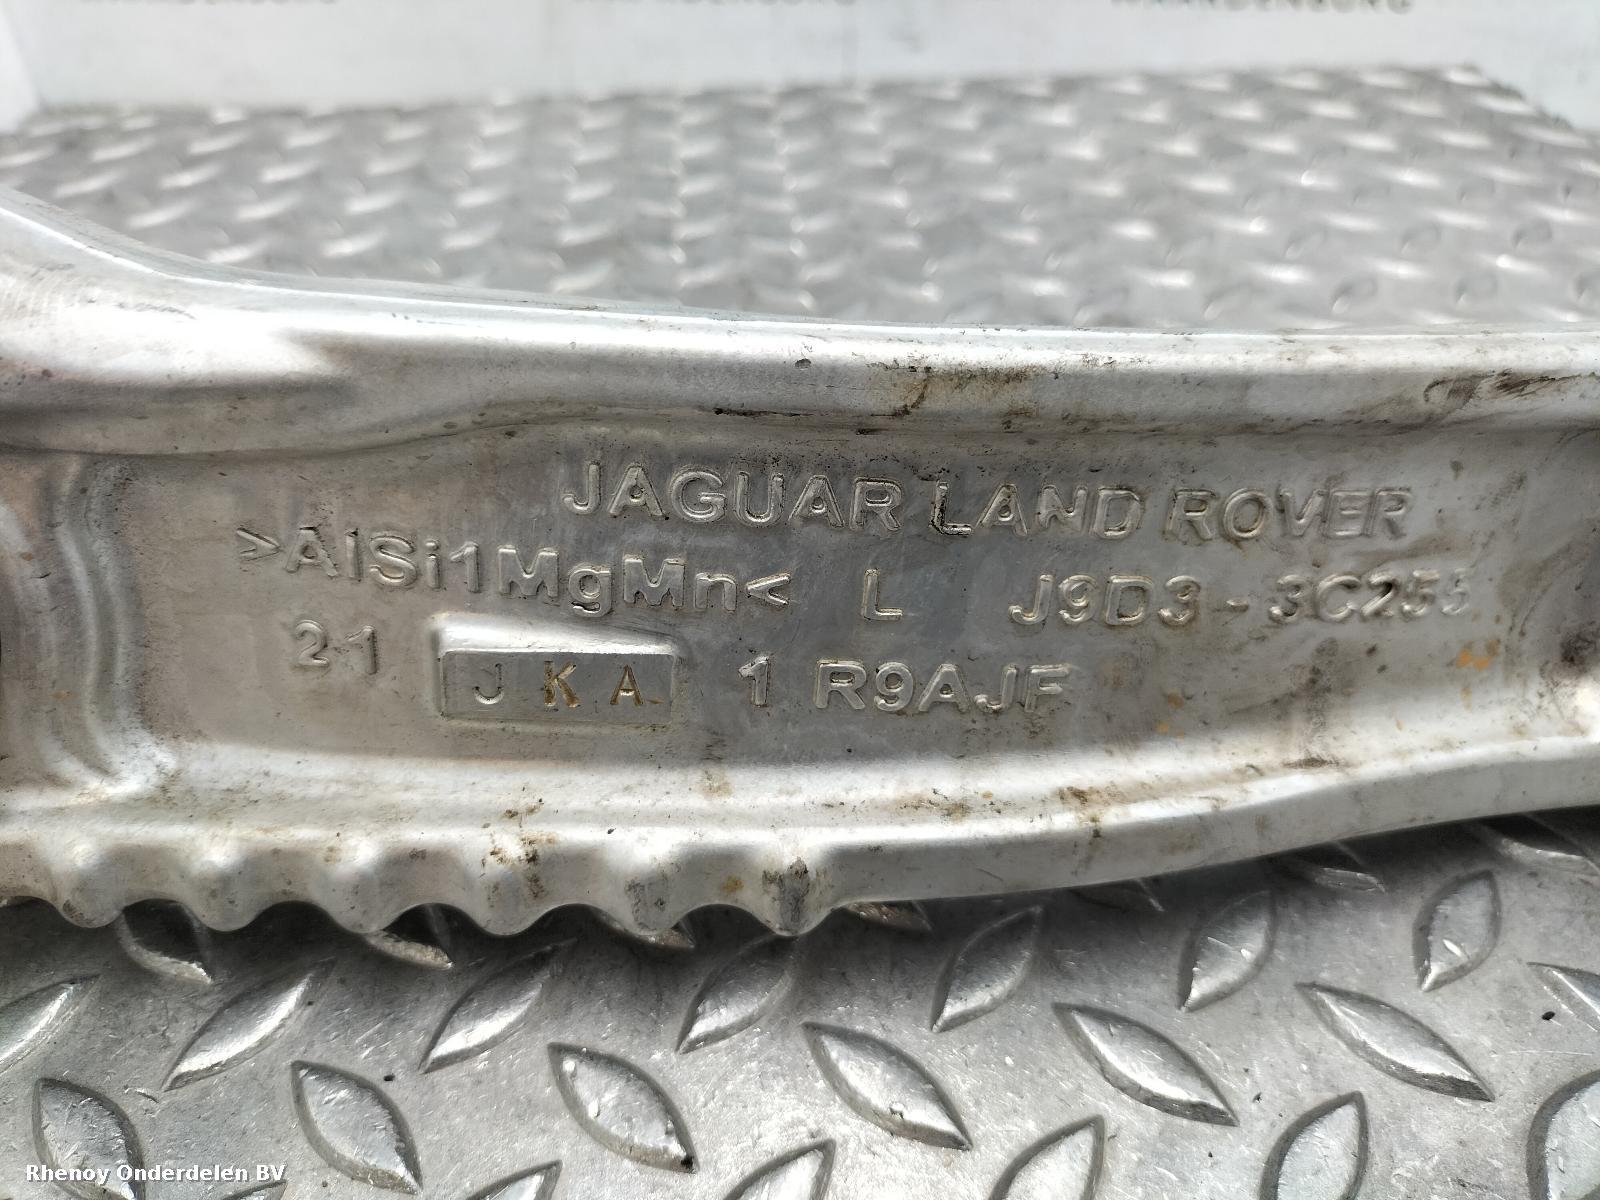 JAGUAR LAND ROVER
>AlSi1MgMn< L J9D3-3C255
21 JKA 1 R9AJF
Rhenoy Onderdelen BV